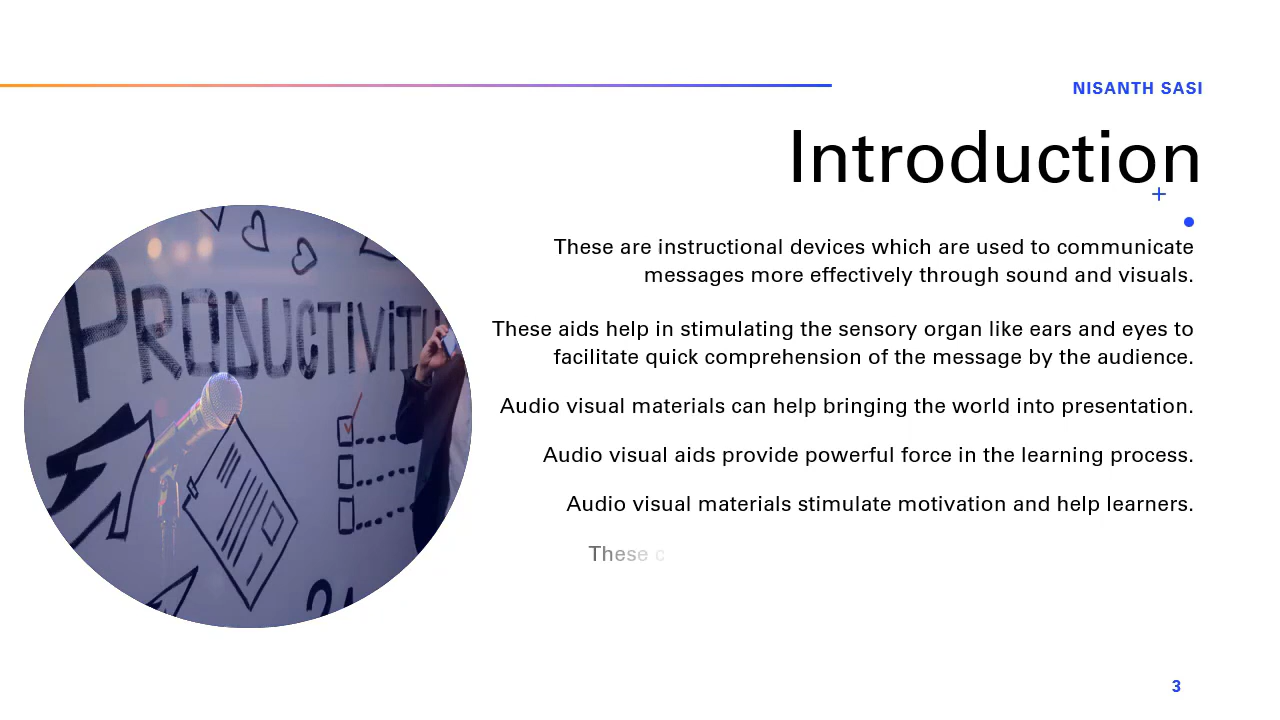 NISANTH SASI
Introduction
These are instructional devices which are used to communicate
messages more effectively through sound and visuals.
These aids help in stimulating the sensory organ like ears and eyes to
facilitate quick comprehension of the message by the audience.
Audio visual materials can help bringing the world into presentation.
Audio visual aids provide powerful force in the learning process.
Audio visual materials stimulate motivation and help learners.
These c
PRODUCTIVITY
3